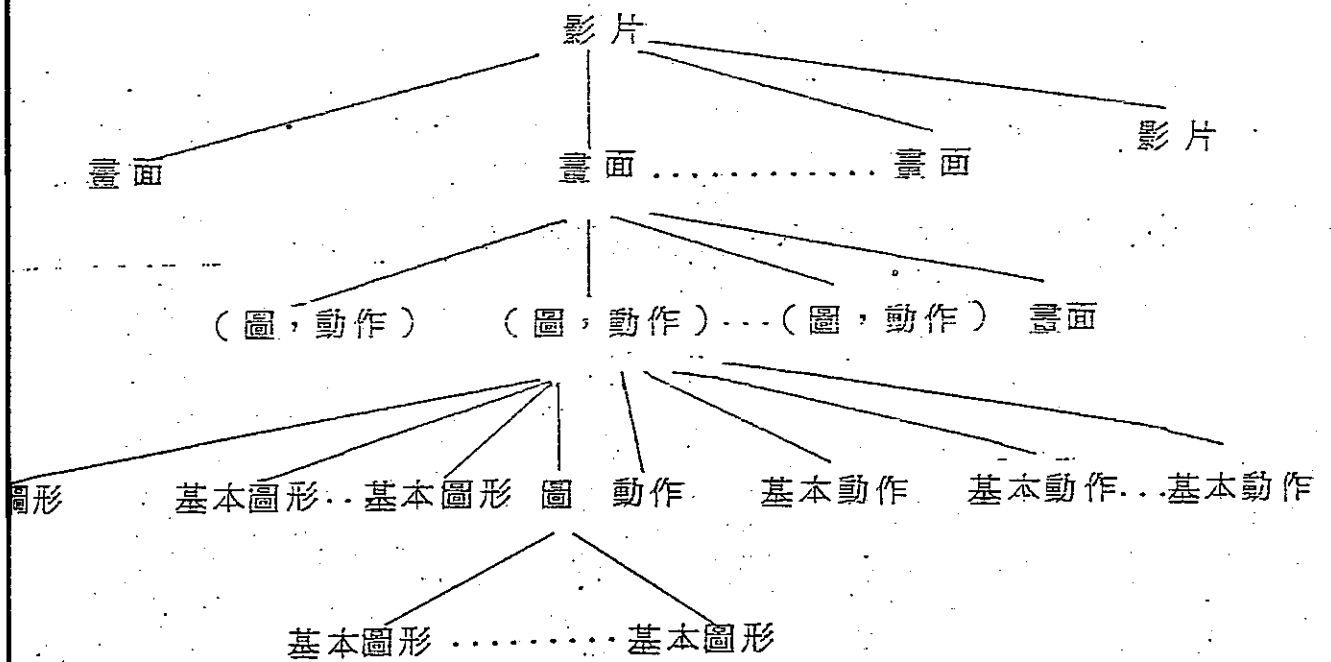 影片
影片
畫面 畫面............畫面
(圖，動作) (圖，動作)---(圖，動作) 畫面
圖形 基本圖形..基本圖形 圖 動作 基本動作 基本動作...基本動作
基本圖形.........基本圖形